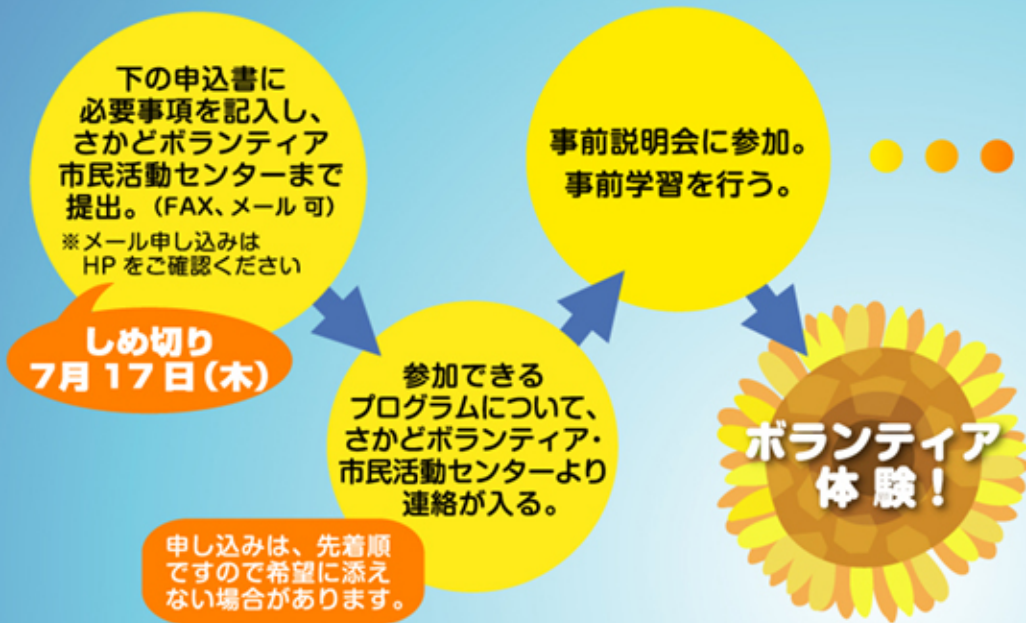 下の申込書に
必要事項を記入し、
さかどボランティア
市民活動センターまで
提出。(FAX、メール 可)
※メール申し込みは
HP をご確認ください
しめ切り
7月 17 日(木)
参加できる
プログラムについて、
さかどボランティア・
市民活動センターより
連絡が入る。
申し込みは、先着順
ですので希望に添え
ない場合があります。
事前説明会に参加。
事前学習を行う。
ボランティア
体 験!